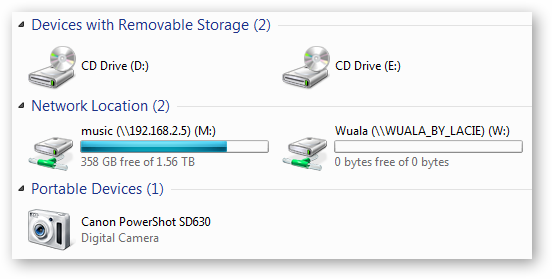 Devices with Removable Storage (2)
CD Drive (D:)
CD Drive (E:)
Network Location (2)
music (\\192.168.2.5) (M:)
358 GB free of 1.56 TB
Wuala (\\WUALA_BY_LACIE) (W:)
0 bytes free of 0 bytes
Portable Devices (1)
Canon PowerShot SD630
Digital Camera